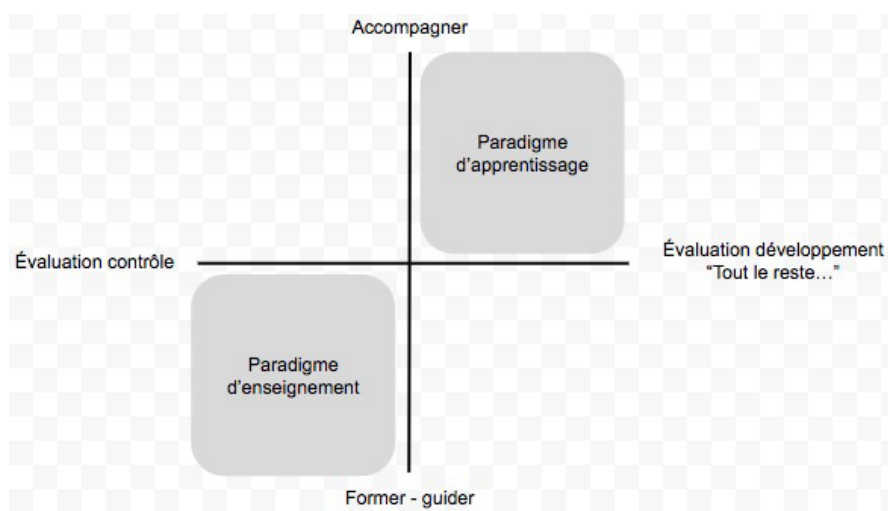 Accompagner
Paradigme
d'apprentissage
Évaluation contrôle
Évaluation développement
“Tout le reste…”
Paradigme
d'enseignement
Former - guider